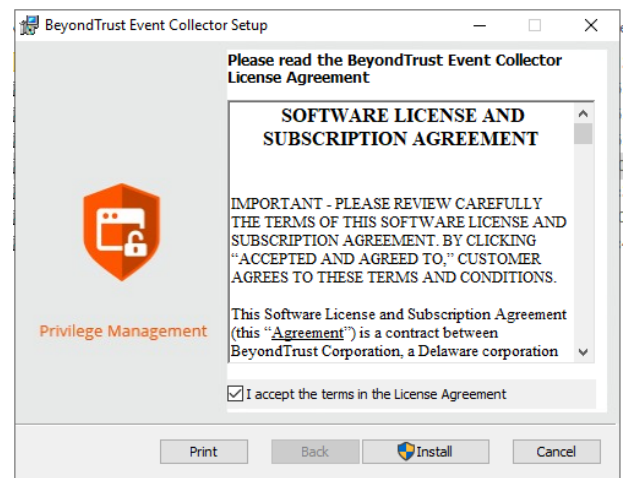 BeyondTrust Event Collector Setup
Please read the BeyondTrust Event Collector
License Agreement
SOFTWARE LICENSE AND
SUBSCRIPTION AGREEMENT
IMPORTANT - PLEASE REVIEW CAREFULLY
THE TERMS OF THIS SOFTWARE LICENSE AND
SUBSCRIPTION AGREEMENT. BY CLICKING
“ACCEPTED AND AGREED TO,” CUSTOMER
AGREES TO THESE TERMS AND CONDITIONS.
This Software License and Subscription Agreement
(this “Agreement”) is a contract between
BeyondTrust Corporation, a Delaware corporation
Privilege Management
I accept the terms in the License Agreement
Print
Back
Install
Cancel